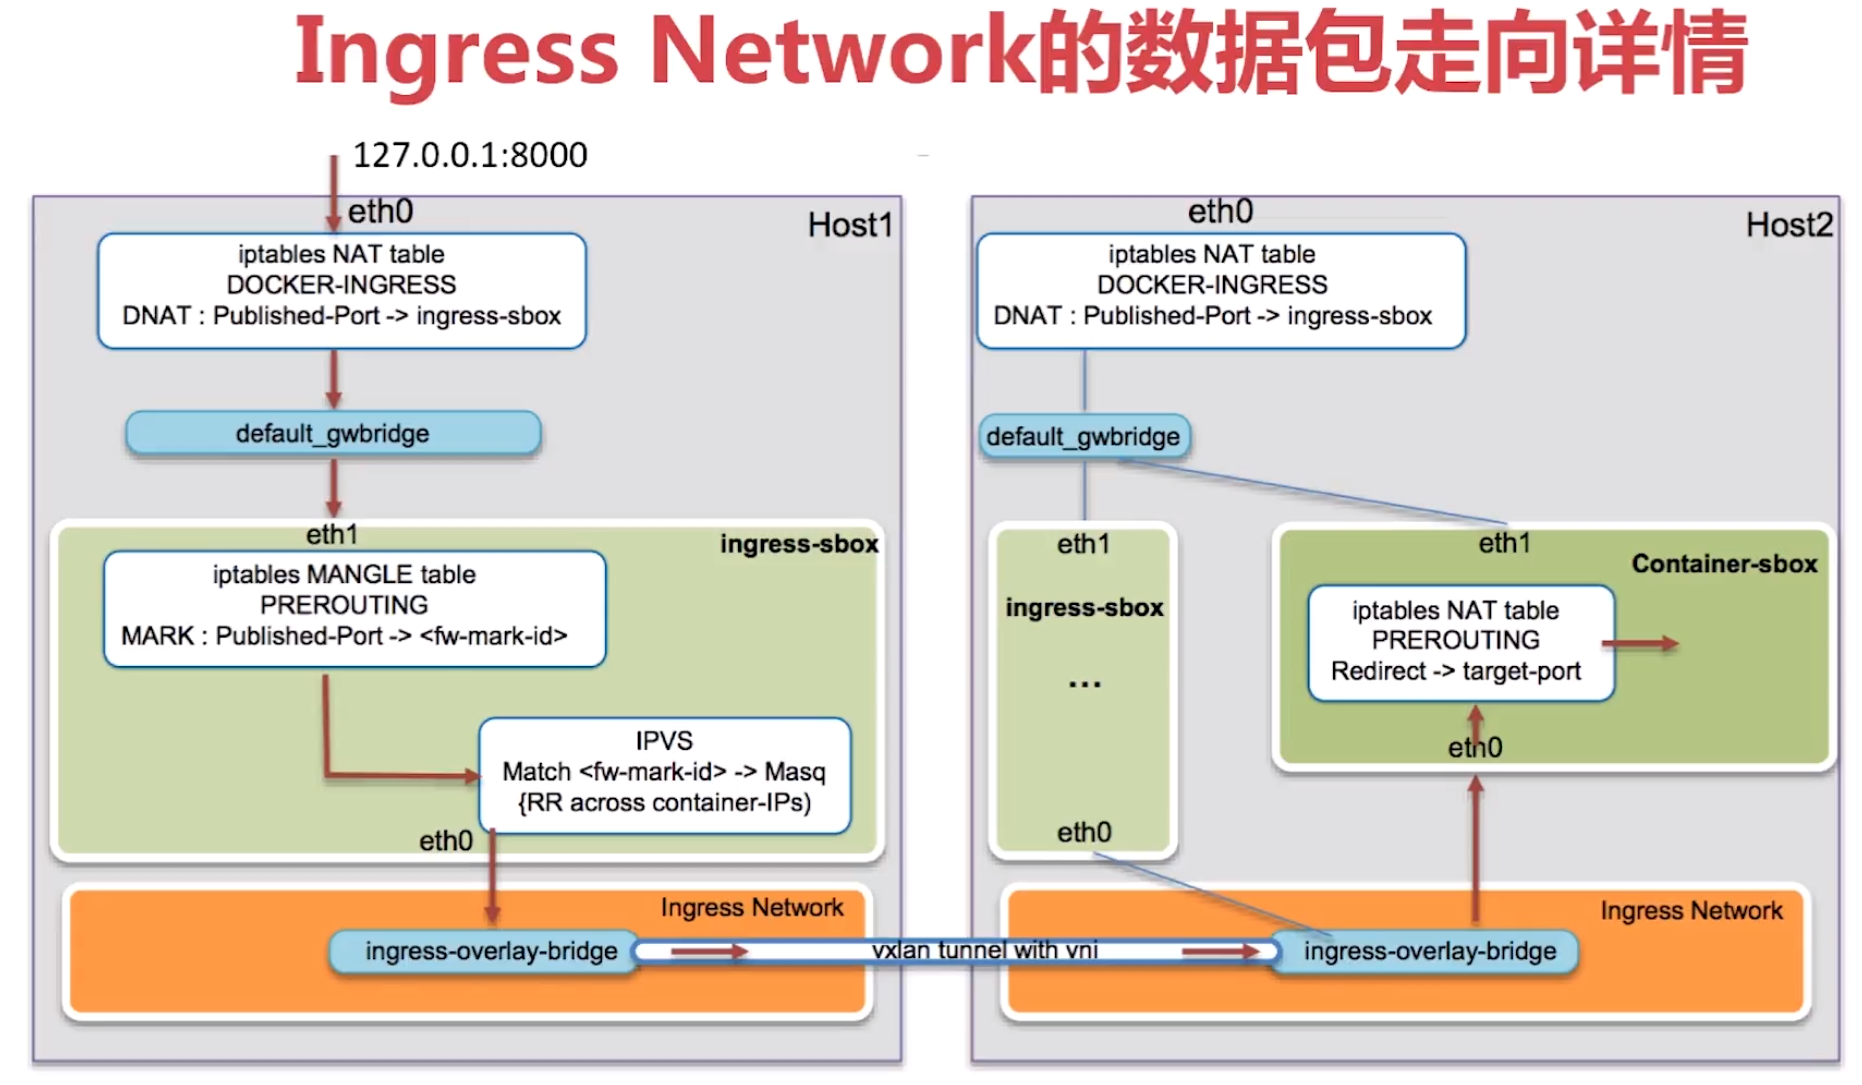 Ingress Network的数据包走向详情
127.0.0.1:8000
eth0
Host1
iptables NAT table
DOCKER-INGRESS
DNAT : Published-Port -> ingress-sbox
default_gwbridge
eth1
ingress-sbox
iptables MANGLE table
PREROUTING
MARK : Published-Port -> <fw-mark-id>
IPVS
Match <fw-mark-id> -> Masq
{RR across container-IPs)
eth0
Ingress Network
ingress-overlay-bridge
vxlan tunnel with vni
eth0
Host2
iptables NAT table
DOCKER-INGRESS
DNAT : Published-Port -> ingress-sbox
default_gwbridge
eth1
ingress-sbox
...
eth0
eth1
Container-sbox
iptables NAT table
PREROUTING
Redirect -> target-port
eth0
Ingress Network
ingress-overlay-bridge